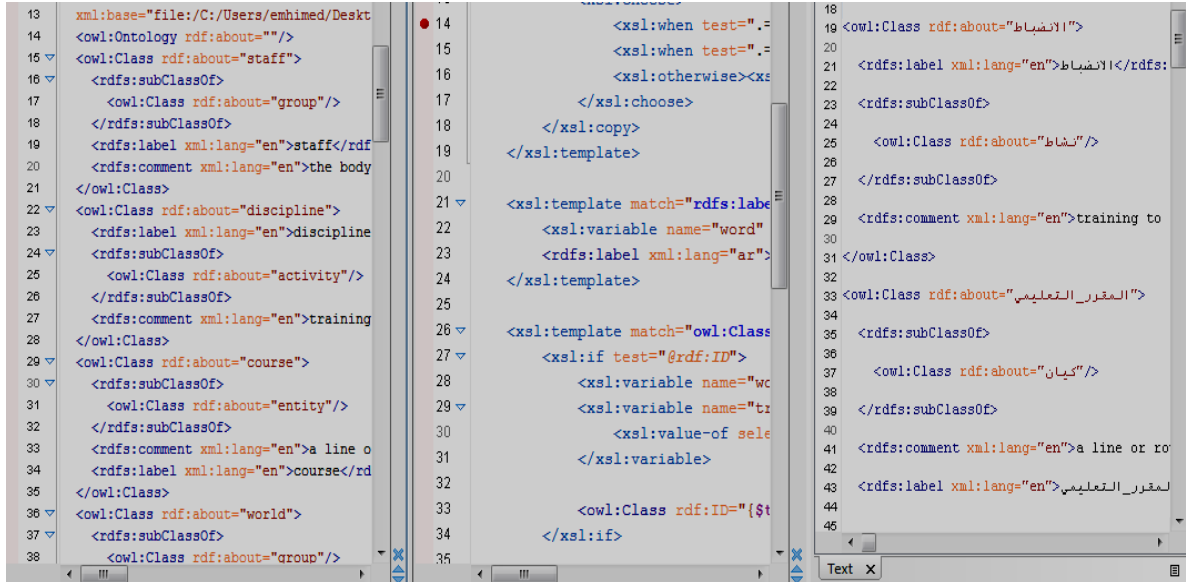 13 xml:base="file:/C:/Users/emhimed/Deskt
14 <owl:Ontology rdf:about=""/>
15 <owl:Class rdf:about="staff">
16 <rdfs:subClassOf>
17 <owl:Class rdf:about="group"/>
18 </rdfs:subClassOf>
19 <rdfs:label xml:lang="en">staff</rdf
20 <rdfs:comment xml:lang="en">the body
21 </owl:Class>
22 <owl:Class rdf:about="discipline">
23 <rdfs:label xml:lang="en">discipline
24 <rdfs:subClassOf>
25 <owl:Class rdf:about="activity"/>
26 </rdfs:subClassOf>
27 <rdfs:comment xml:lang="en">training
28 </owl:Class>
29 <owl:Class rdf:about="course">
30 <rdfs:subClassOf>
31 <owl:Class rdf:about="entity"/>
32 </rdfs:subClassOf>
33 <rdfs:comment xml:lang="en">a line o
34 <rdfs:label xml:lang="en">course</rd
35 </owl:Class>
36 <owl:Class rdf:about="world">
37 <rdfs:subClassOf>
38 <owl:Class rdf:about="group"/>
<xsl:choose>
14 <xsl:when test=".=
15 <xsl:when test=".=
16 <xsl:otherwise><xs
17 </xsl:choose>
18 </xsl:copy>
19 </xsl:template>
20
21 <xsl:template match="rdfs:labe
22 <xsl:variable name="word"
23 <rdfs:label xml:lang="ar">
24 </xsl:template>
25
26 <xsl:template match="owl:Class
27 <xsl:if test="@rdf:ID">
28 <xsl:variable name="wo
29 <xsl:variable name="tr
30 <xsl:value-of sele
31 </xsl:variable>
32
33 <owl:Class rdf:ID="{$t
34 </xsl:if>
35
18
19 <owl:Class rdf:about="الانضباط">
20
21 <rdfs:label xml:lang="en">الانضباط</rdfs:
22
23 <rdfs:subClassOf>
24
25 <owl:Class rdf:about="نشاط"/>
26
27 </rdfs:subClassOf>
28
29 <rdfs:comment xml:lang="en">training to
30
31 </owl:Class>
32
33 <owl:Class rdf:about="المقرر_التعليمي">
34
35 <rdfs:subClassOf>
36
37 <owl:Class rdf:about="كيان"/>
38
39 </rdfs:subClassOf>
40
41 <rdfs:comment xml:lang="en">a line or ro
42
43 <rdfs:label xml:lang="en">لمقرر_التعليمي
44
45
Text X